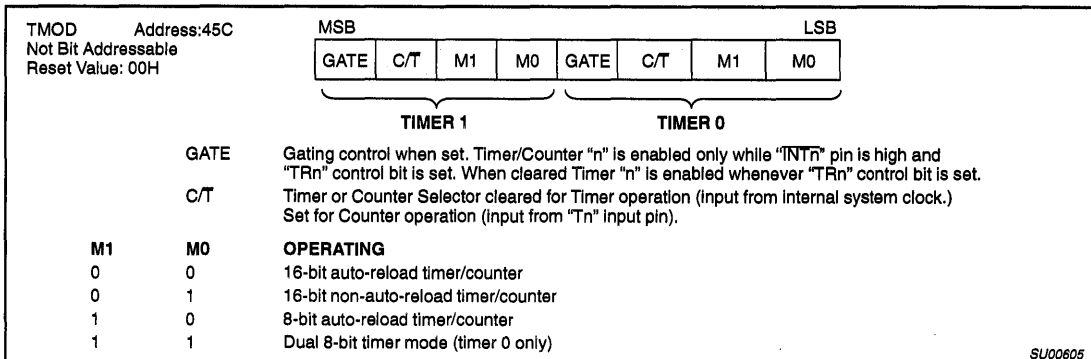 TMOD Address:45C MSB LSB
Not Bit Addressable
Reset Value: 00H
GATE C/T̅ M1 M0 GATE C/T̅ M1 M0
TIMER 1 TIMER 0
GATE Gating control when set. Timer/Counter “n” is enabled only while “I̅N̅T̅n̅” pin is high and
“TRn” control bit is set. When cleared Timer “n” is enabled whenever “TRn” control bit is set.
C/T̅ Timer or Counter Selector cleared for Timer operation (input from internal system clock.)
Set for Counter operation (input from “Tn” input pin).
M1 M0 OPERATING
0 0 16-bit auto-reload timer/counter
0 1 16-bit non-auto-reload timer/counter
1 0 8-bit auto-reload timer/counter
1 1 Dual 8-bit timer mode (timer 0 only)
SU00605